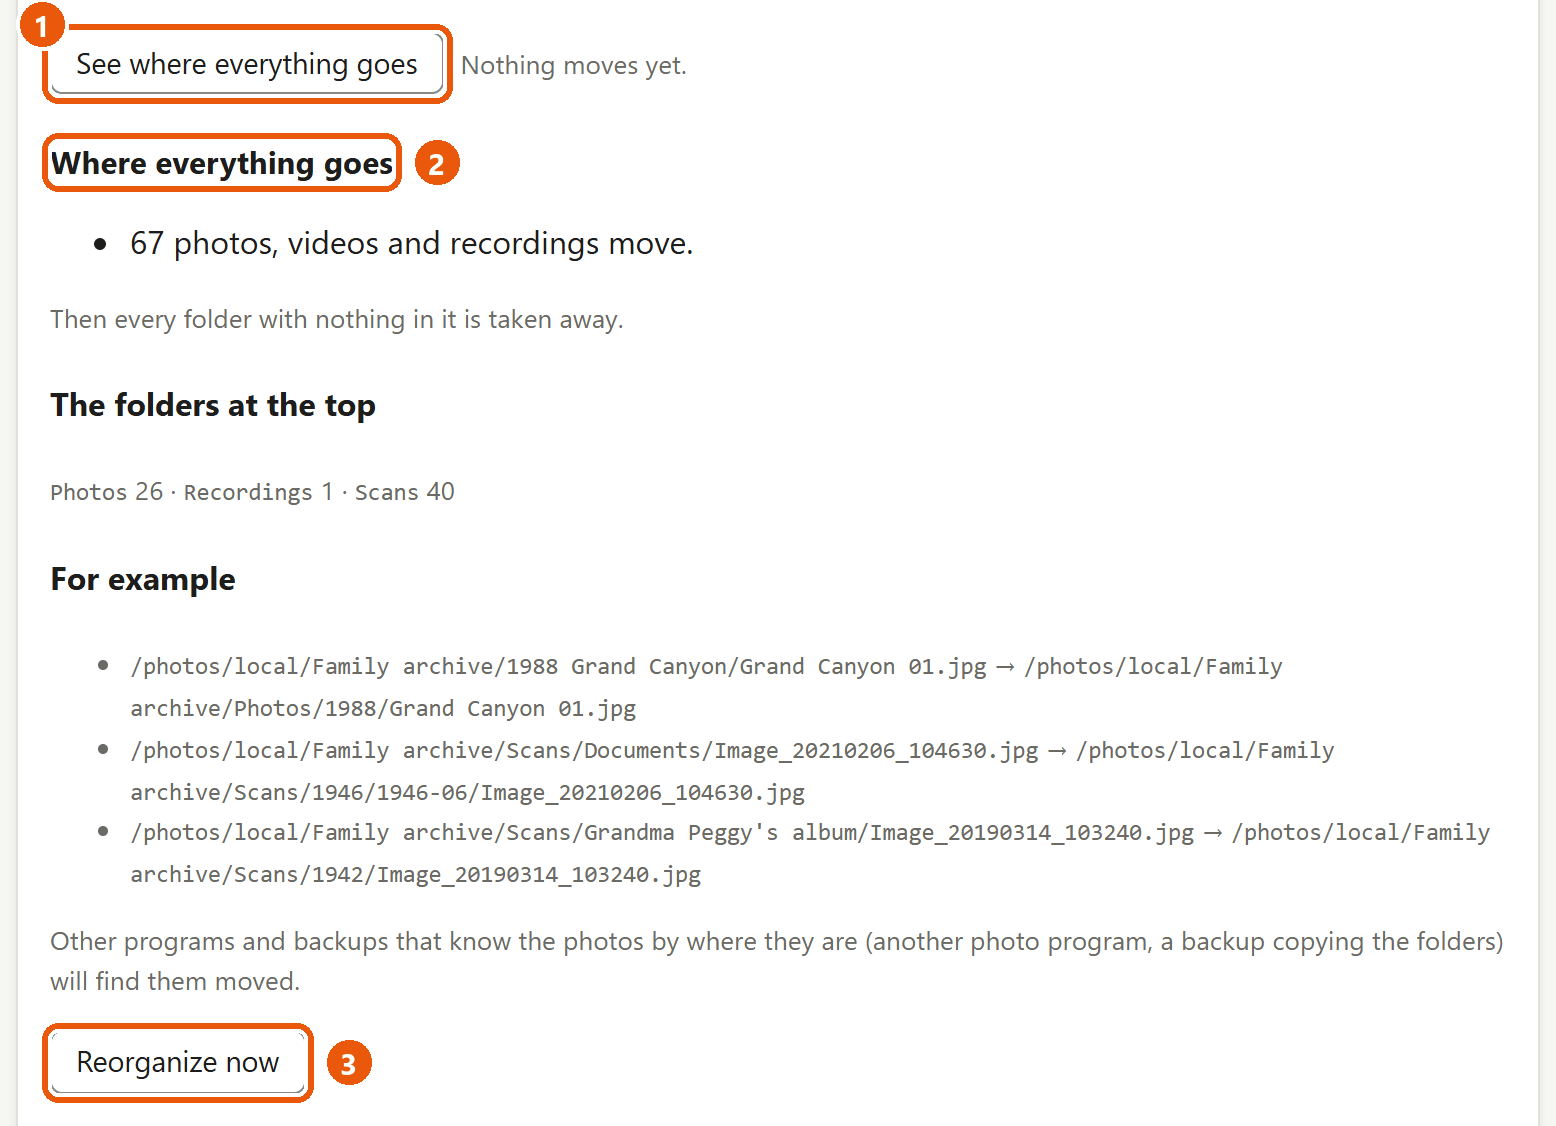 1
See where everything goes Nothing moves yet.
Where everything goes 2
• 67 photos, videos and recordings move.
Then every folder with nothing in it is taken away.
The folders at the top
Photos 26 · Recordings 1 · Scans 40
For example
• /photos/local/Family archive/1988 Grand Canyon/Grand Canyon 01.jpg → /photos/local/Family
archive/Photos/1988/Grand Canyon 01.jpg
• /photos/local/Family archive/Scans/Documents/Image_20210206_104630.jpg → /photos/local/Family
archive/Scans/1946/1946-06/Image_20210206_104630.jpg
• /photos/local/Family archive/Scans/Grandma Peggy's album/Image_20190314_103240.jpg → /photos/local/Family
archive/Scans/1942/Image_20190314_103240.jpg
Other programs and backups that know the photos by where they are (another photo program, a backup copying the folders)
will find them moved.
Reorganize now 3